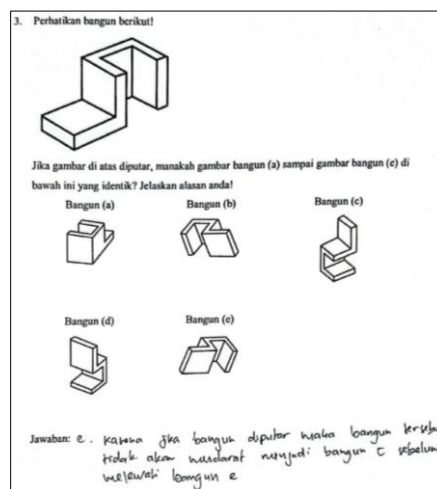 3. Perhatikan bangun berikut!
Jika gambar di atas diputar, manakah gambar bangun (a) sampai gambar bangun (e) di
bawah ini yang identik? Jelaskan alasan anda!
Bangun (a) Bangun (b) Bangun (c)
Bangun (d) Bangun (e)
Jawaban: e. karena jika bangun diputar maka bangun
tidak akan menjadi bangun c sebelum
melewati bangun e